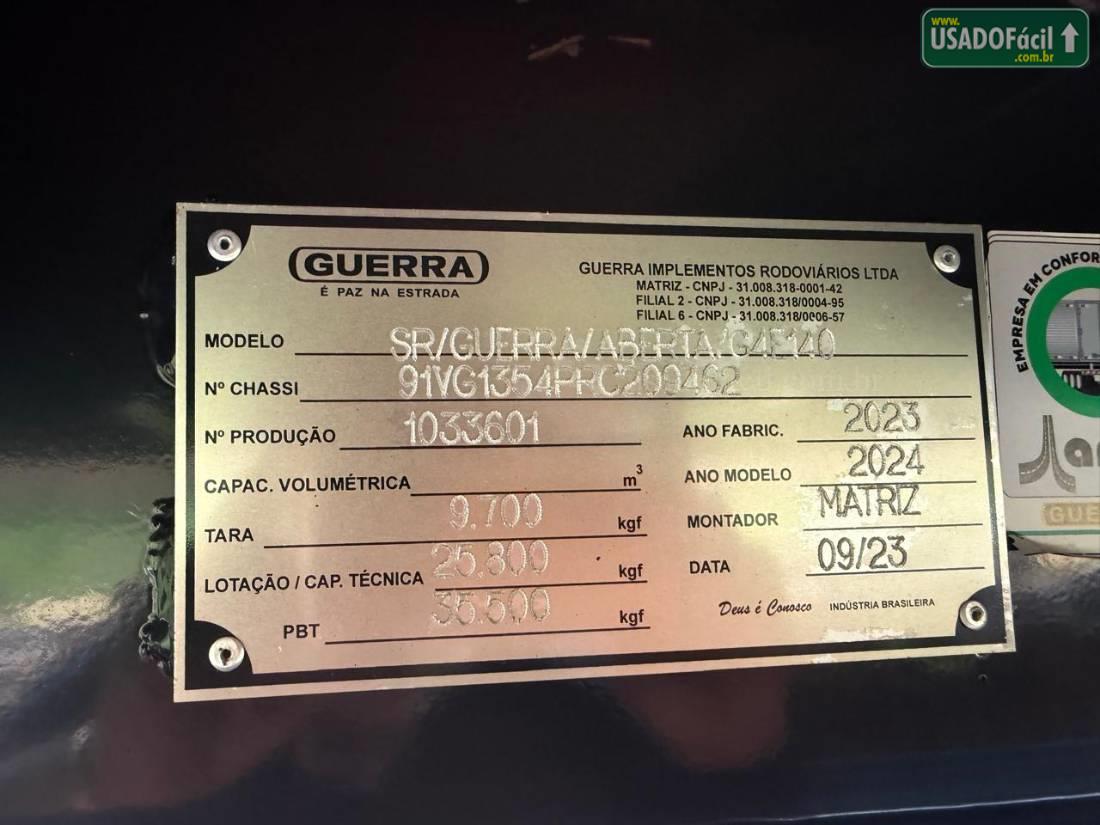 www.
USADOFácil
.com.br
GUERRA
É PAZ NA ESTRADA
GUERRA IMPLEMENTOS RODOVIÁRIOS LTDA
MATRIZ - CNPJ - 31.008.318-0001-42
FILIAL 2 - CNPJ - 31.008.318/0004-95
FILIAL 6 - CNPJ - 31.008.318/0006-57
MODELO SR/GUERRA/ABERTA/G4E140
Nº CHASSI 91VG1354PRC209462
Nº PRODUÇÃO 1033601
ANO FABRIC. 2023
CAPAC. VOLUMÉTRICA m³
ANO MODELO 2024
TARA 9.700 kgf
MONTADOR MATRIZ
LOTAÇÃO / CAP. TÉCNICA 25.800 kgf
DATA 09/23
PBT 35.500 kgf
Deus é Conosco INDÚSTRIA BRASILEIRA
EMPRESA EM